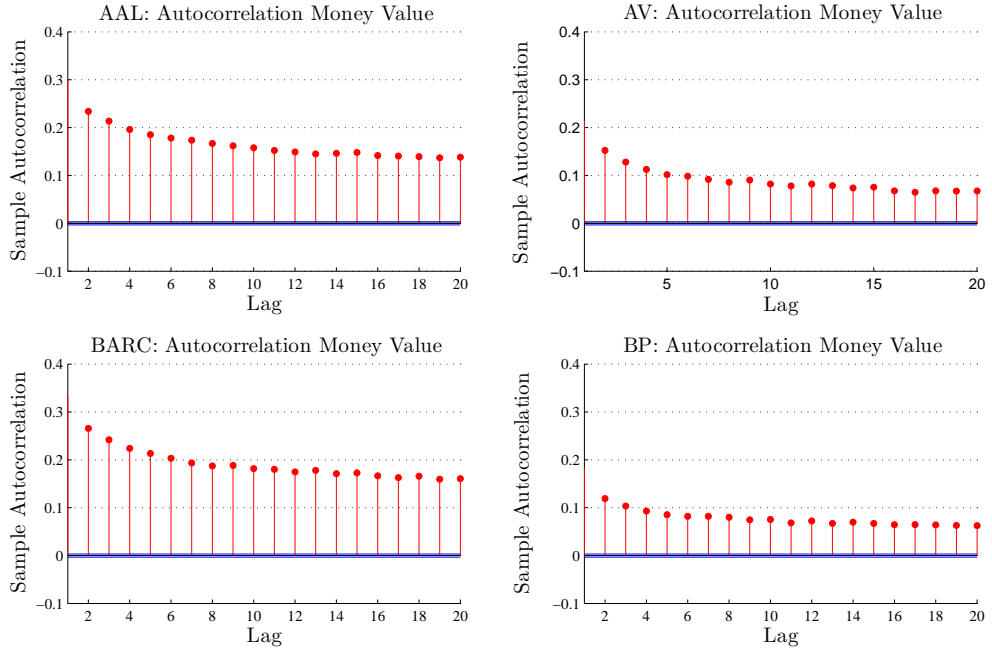 AAL: Autocorrelation Money Value
Sample Autocorrelation
0.4
0.3
0.2
0.1
0
−0.1
2 4 6 8 10 12 14 16 18 20
Lag
AV: Autocorrelation Money Value
Sample Autocorrelation
0.4
0.3
0.2
0.1
0
−0.1
5 10 15 20
Lag
BARC: Autocorrelation Money Value
Sample Autocorrelation
0.4
0.3
0.2
0.1
0
−0.1
2 4 6 8 10 12 14 16 18 20
Lag
BP: Autocorrelation Money Value
Sample Autocorrelation
0.4
0.3
0.2
0.1
0
−0.1
2 4 6 8 10 12 14 16 18 20
Lag